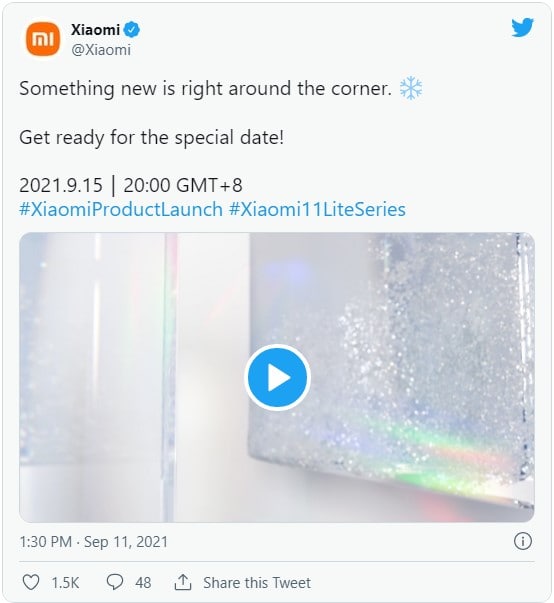 Xiaomi
@Xiaomi
Something new is right around the corner. ❄️
Get ready for the special date!
2021.9.15 | 20:00 GMT+8
#XiaomiProductLaunch #Xiaomi11LiteSeries
1:30 PM · Sep 11, 2021
1.5K 48 Share this Tweet